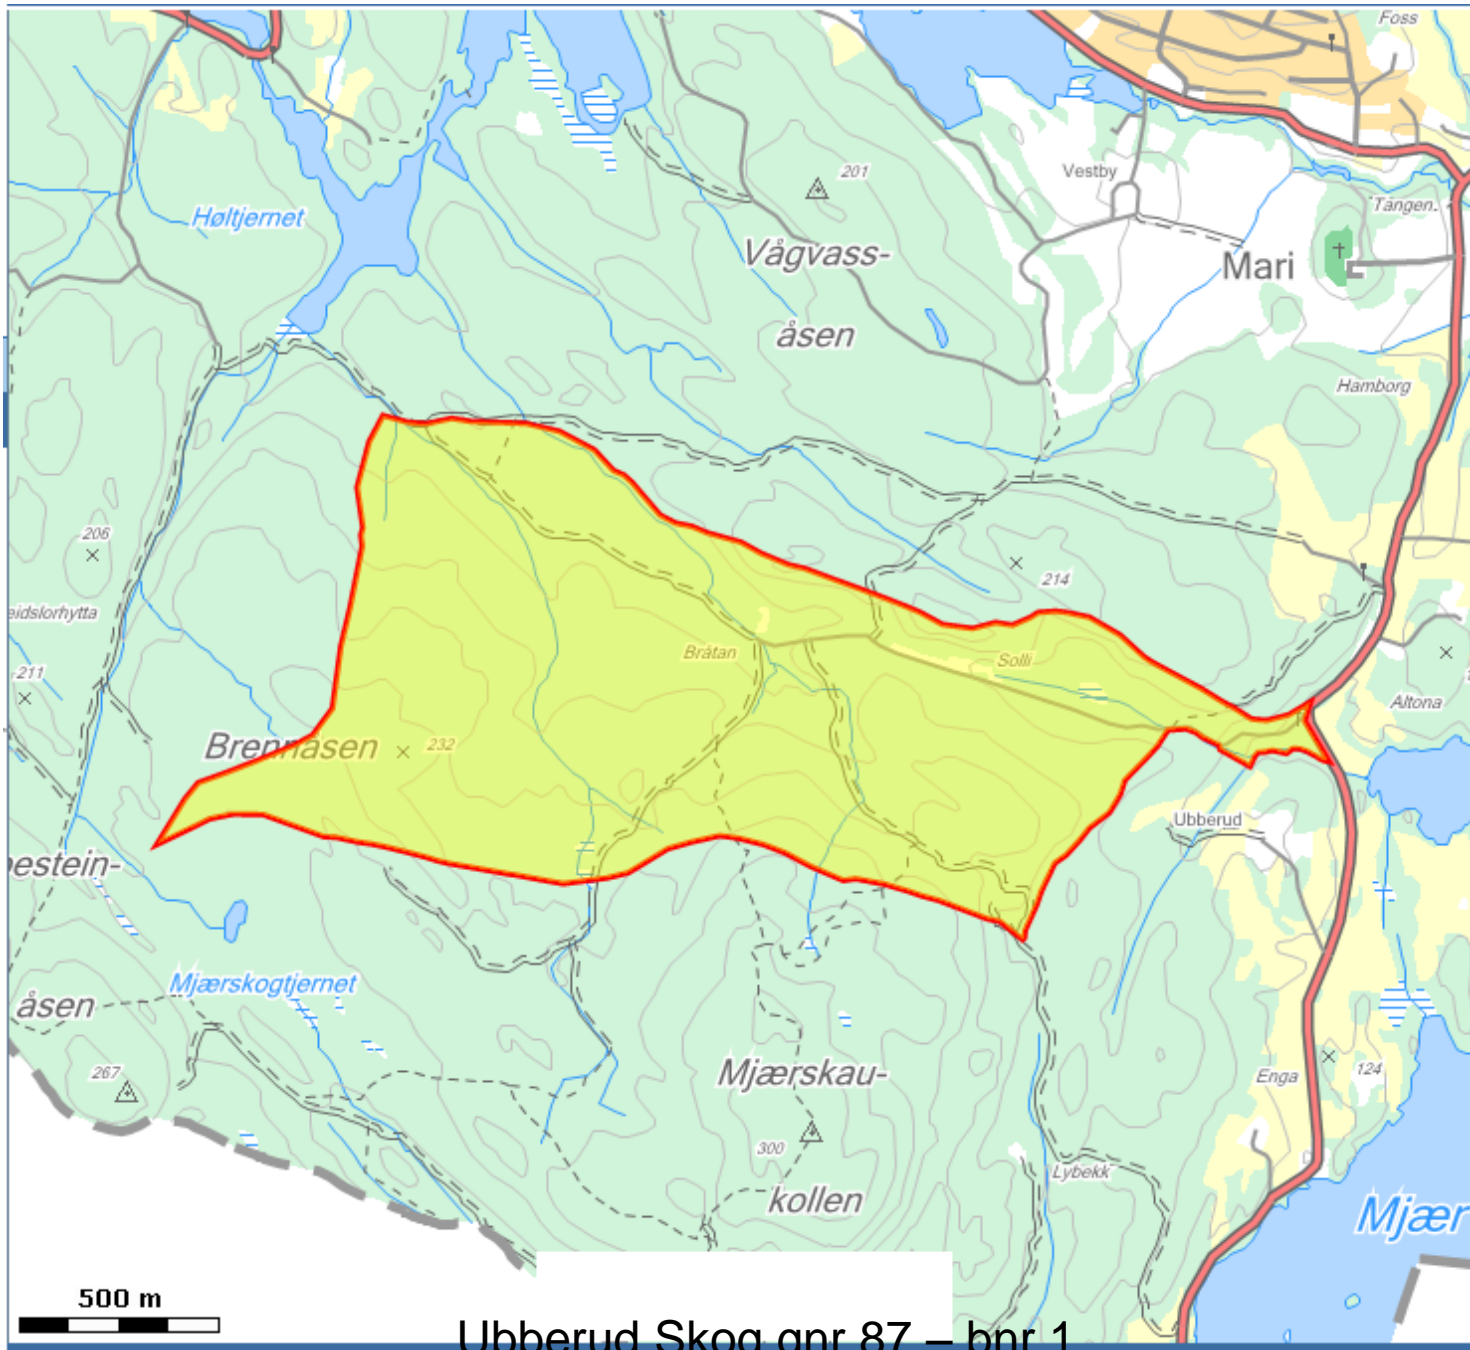 Foss
201
Vestby
Høltjernet
Tangen.
Vågvass-
Mari
åsen
Hamborg
206
214
eidslorhytta
Bråtan
Solli
211
Altona
Brennåsen
232
Ubberud
estein-
Mjærskogtjernet
åsen
267
Mjærskau-
Enga
124
300
Lybekk
kollen
Mjær
500 m
Ubberud Skog gnr 87 – bnr 1